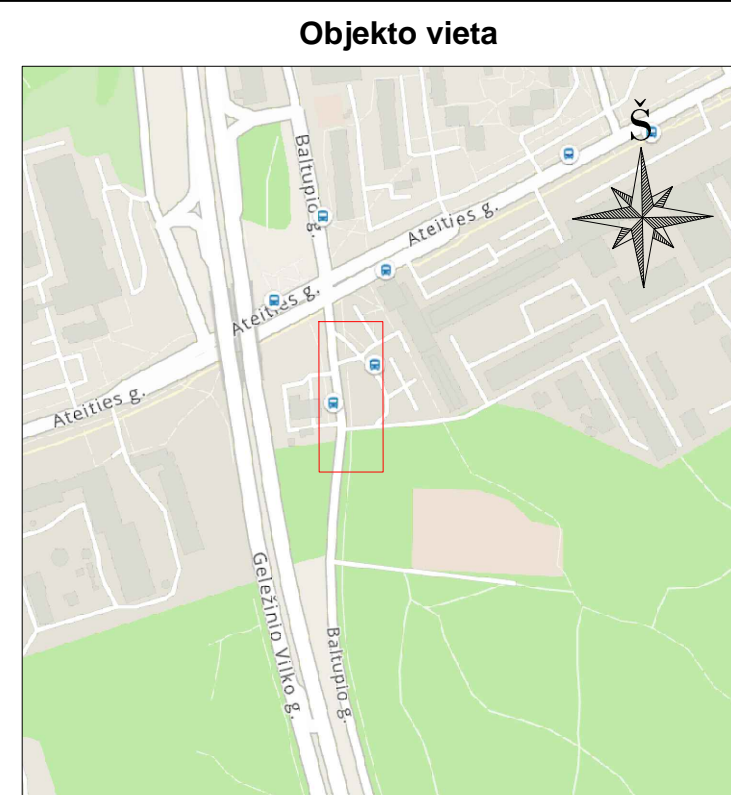 Objekto vieta
Š
Baltupio g.
Ateities g.
Ateities g.
Ateities g.
Geležinio Vilko g.
Baltupio g.